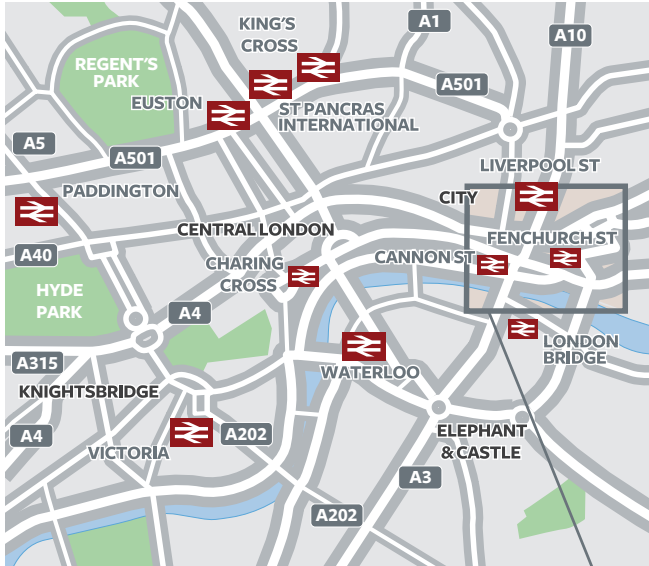 KING'S
CROSS
A1
A10
REGENT'S
PARK
A501
EUSTON
ST PANCRAS
INTERNATIONAL
A5
A501
LIVERPOOL ST
PADDINGTON
CITY
CENTRAL LONDON
FENCHURCH ST
A40
CHARING
CROSS
CANNON ST
HYDE
PARK
A4
LONDON
BRIDGE
A315
WATERLOO
KNIGHTSBRIDGE
A4
VICTORIA
A202
ELEPHANT
& CASTLE
A3
A202